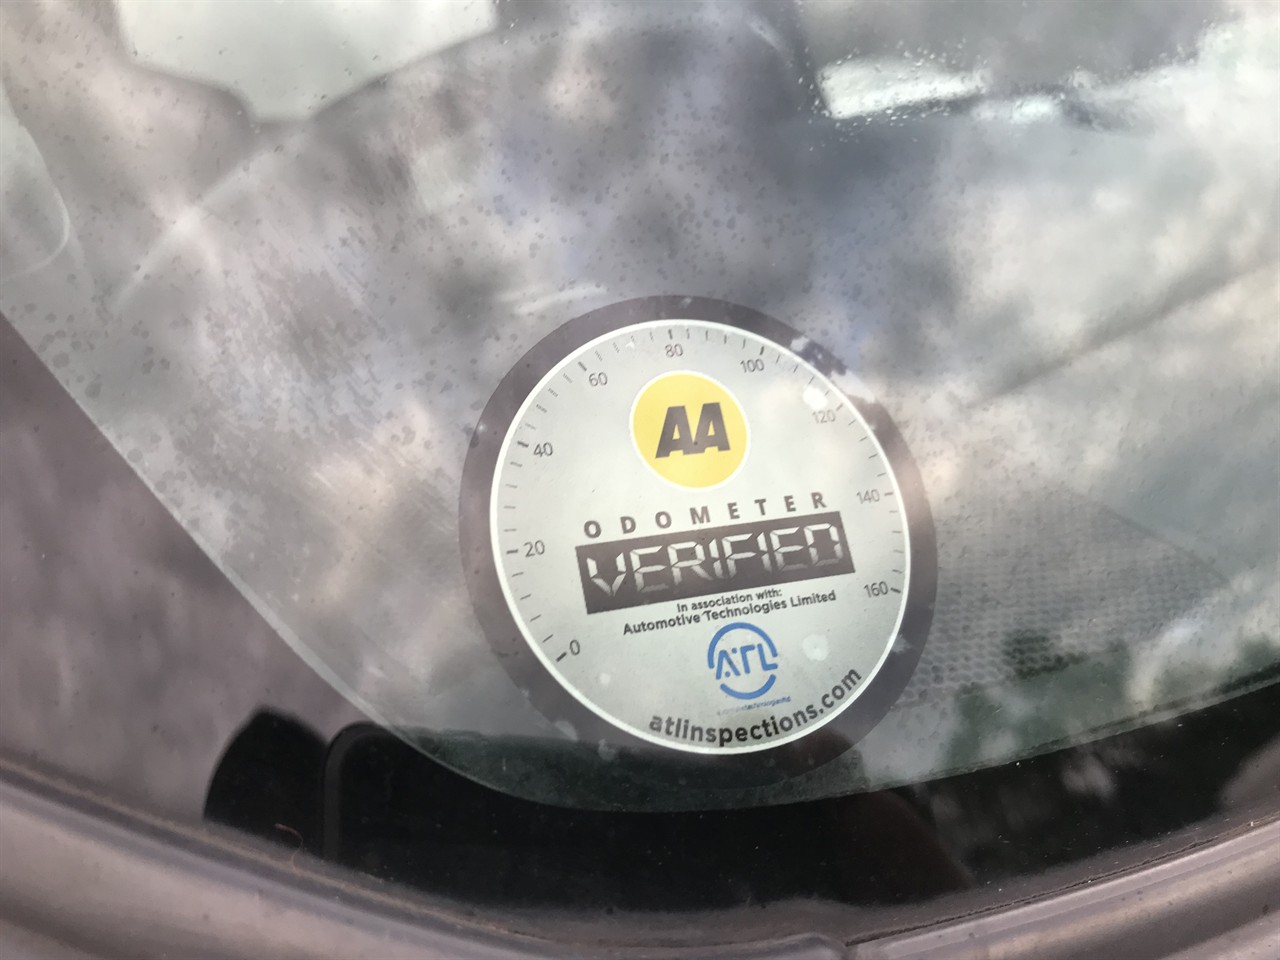 0
20
40
60
80
100
120
140
160
AA
ODOMETER
VERIFIED
In association with:
Automotive Technologies Limited
ATL
atlinspections.com